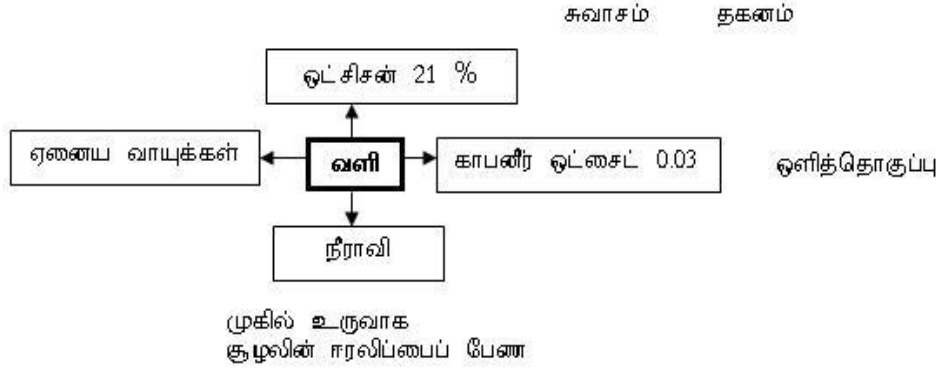 சுவாசம் தகனம்
ஒட்சிசன் 21 %
ஏனைய வாயுக்கள்
வளி
காபனீர் ஒட்சைட் 0.03
ஒளித்தொகுப்பு
நீராவி
முகில் உருவாக
சூழலின் ஈரலிப்பைப் பேண